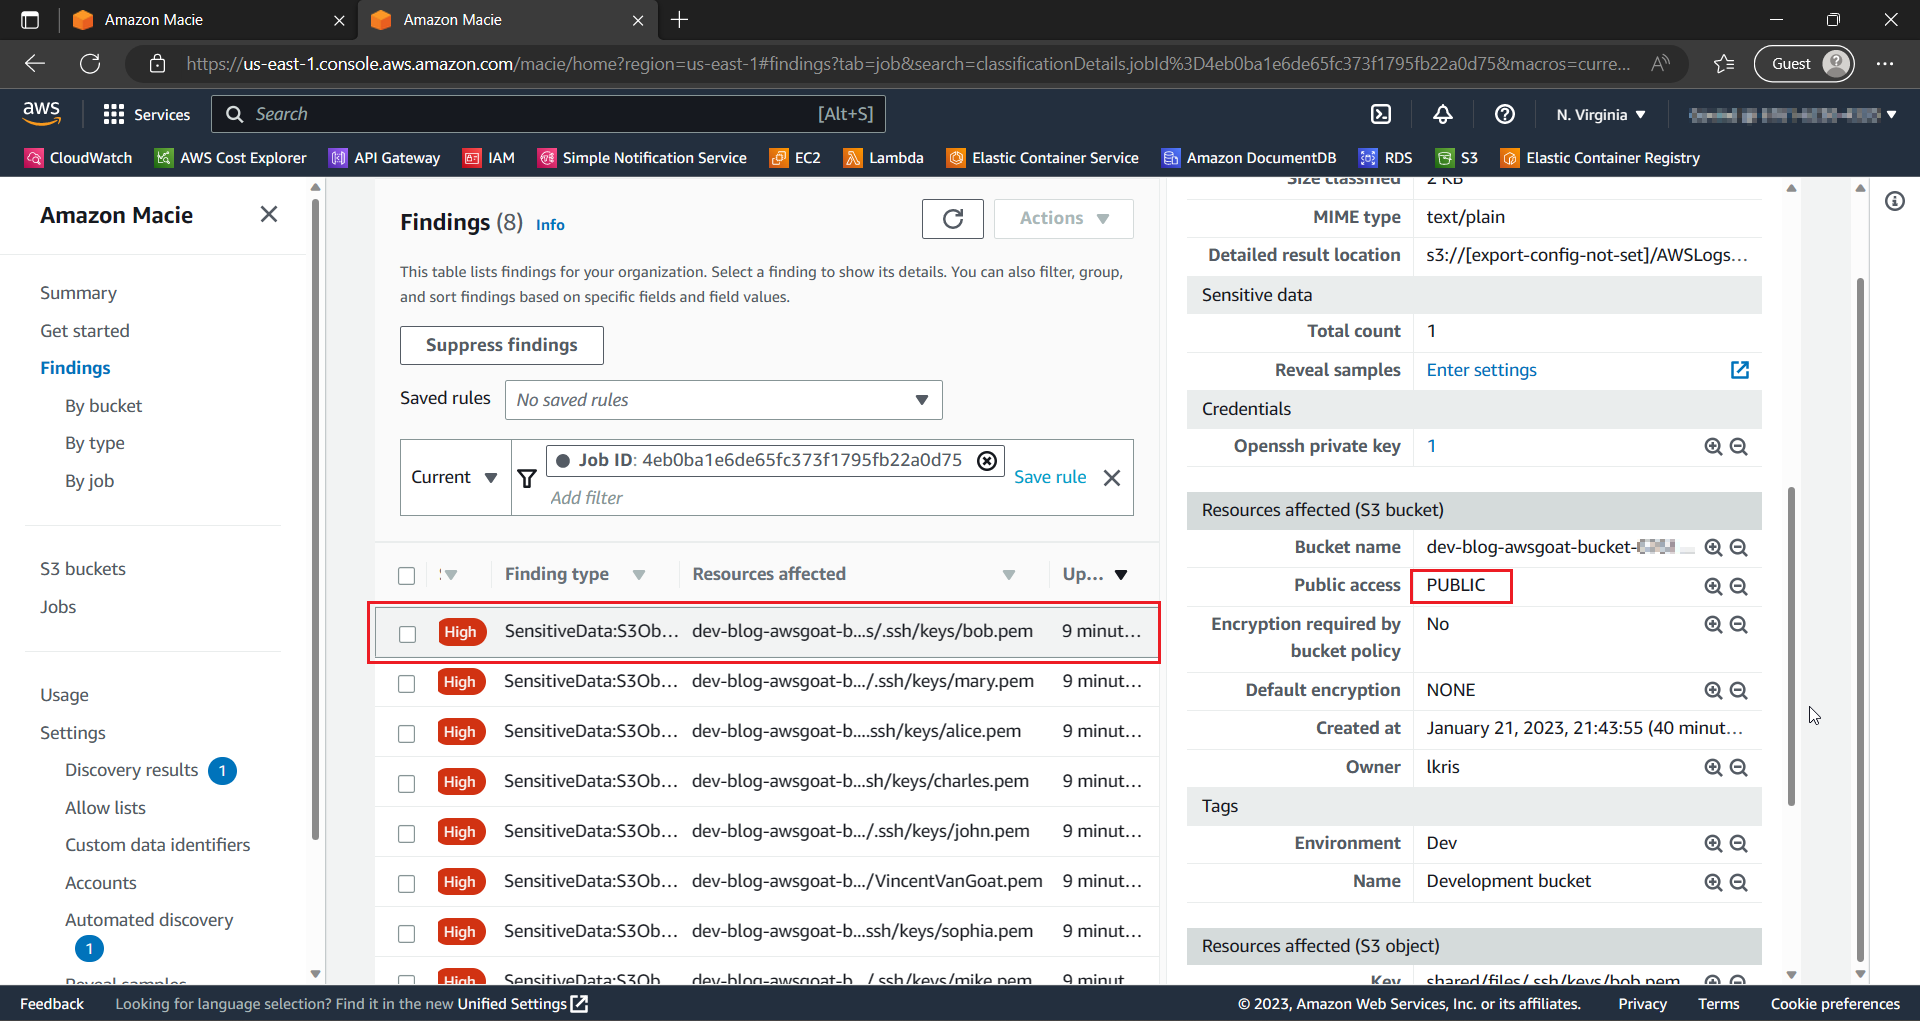 Amazon Macie
Amazon Macie
https://us-east-1.console.aws.amazon.com/macie/home?region=us-east-1#findings?tab=job&search=classificationDetails.jobId%3D4eb0ba1e6de65fc373f1795fb22a0d75&macros=curre...
Guest
aws
Services
Search
[Alt+S]
N. Virginia
CloudWatch
AWS Cost Explorer
API Gateway
IAM
Simple Notification Service
EC2
Lambda
Elastic Container Service
Amazon DocumentDB
RDS
S3
Elastic Container Registry
Amazon Macie
Summary
Get started
Findings
By bucket
By type
By job
S3 buckets
Jobs
Usage
Settings
Discovery results 1
Allow lists
Custom data identifiers
Accounts
Automated discovery
1
Reveal samples
Findings (8) Info
Actions
This table lists findings for your organization. Select a finding to show its details. You can also filter, group,
and sort findings based on specific fields and field values.
Suppress findings
Saved rules No saved rules
Current
Job ID: 4eb0ba1e6de65fc373f1795fb22a0d75
Add filter
Save rule
Finding type Resources affected Up...
High SensitiveData:S3Ob... dev-blog-awsgoat-b...s/.ssh/keys/bob.pem 9 minut...
High SensitiveData:S3Ob... dev-blog-awsgoat-b.../.ssh/keys/mary.pem 9 minut...
High SensitiveData:S3Ob... dev-blog-awsgoat-b....ssh/keys/alice.pem 9 minut...
High SensitiveData:S3Ob... dev-blog-awsgoat-b...sh/keys/charles.pem 9 minut...
High SensitiveData:S3Ob... dev-blog-awsgoat-b.../.ssh/keys/john.pem 9 minut...
High SensitiveData:S3Ob... dev-blog-awsgoat-b.../VincentVanGoat.pem 9 minut...
High SensitiveData:S3Ob... dev-blog-awsgoat-b...ssh/keys/sophia.pem 9 minut...
High SensitiveData:S3Ob... dev-blog-awsgoat-b.../.ssh/keys/mike.pem 9 minut...
Size classified 2 KB
MIME type text/plain
Detailed result location s3://[export-config-not-set]/AWSLogs...
Sensitive data
Total count 1
Reveal samples Enter settings
Credentials
Openssh private key 1
Resources affected (S3 bucket)
Bucket name dev-blog-awsgoat-bucket-
Public access PUBLIC
Encryption required by No
bucket policy
Default encryption NONE
Created at January 21, 2023, 21:43:55 (40 minut...
Owner lkris
Tags
Environment Dev
Name Development bucket
Resources affected (S3 object)
Key shared/files/.ssh/keys/bob.pem
Feedback
Looking for language selection? Find it in the new Unified Settings
© 2023, Amazon Web Services, Inc. or its affiliates.
Privacy
Terms
Cookie preferences